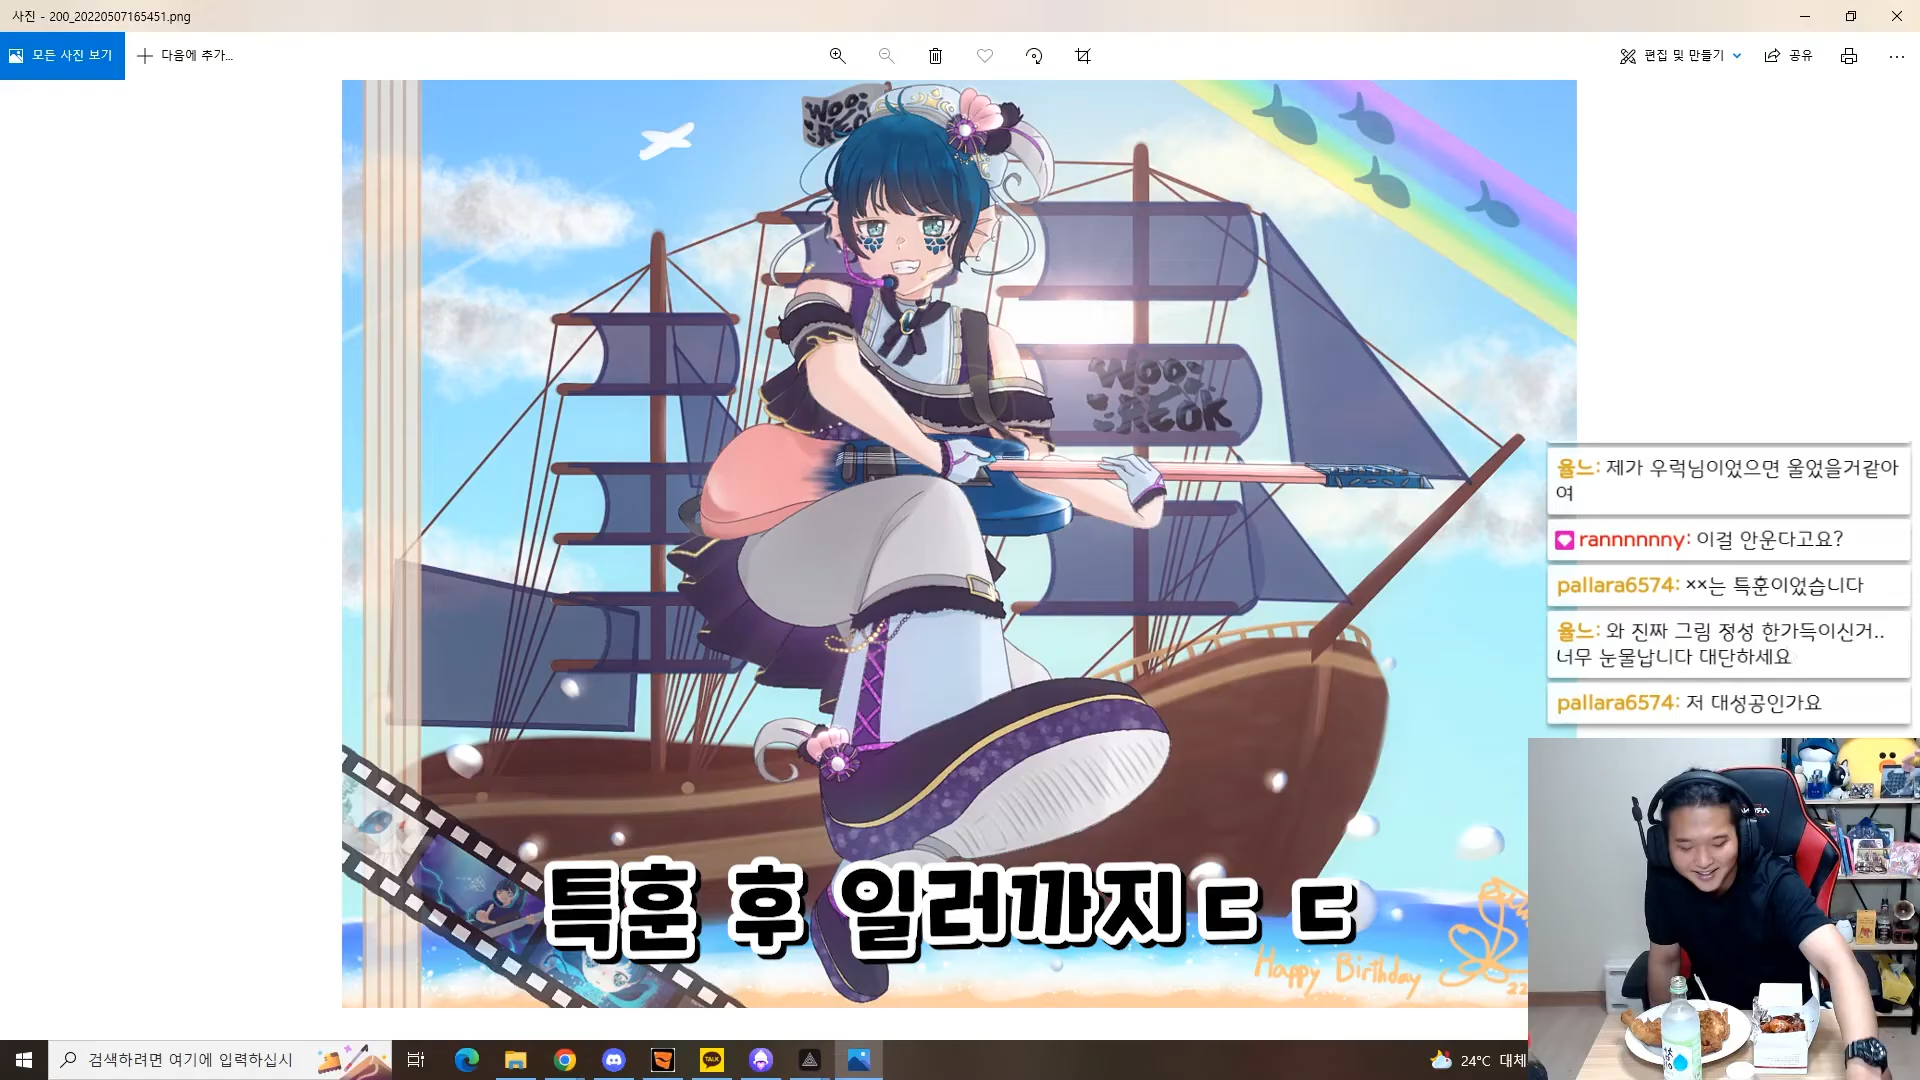 사진 - 200_20220507165451.png
모든 사진 보기
다음에 추가...
편집 및 만들기
공유
WOO
REOK
WOO
REOK
율느: 제가 우럭님이었으면 울었을거같아
여
rannnnnny: 이걸 안운다고요?
pallara6574: ××는 특훈이었습니다
율느: 와 진짜 그림 정성 한가득이신거..
너무 눈물납니다 대단하세요
pallara6574: 저 대성공인가요
특훈 후 일러까지ㄷㄷ
Happy Birthday
검색하려면 여기에 입력하십시
TALK
24°C 대체